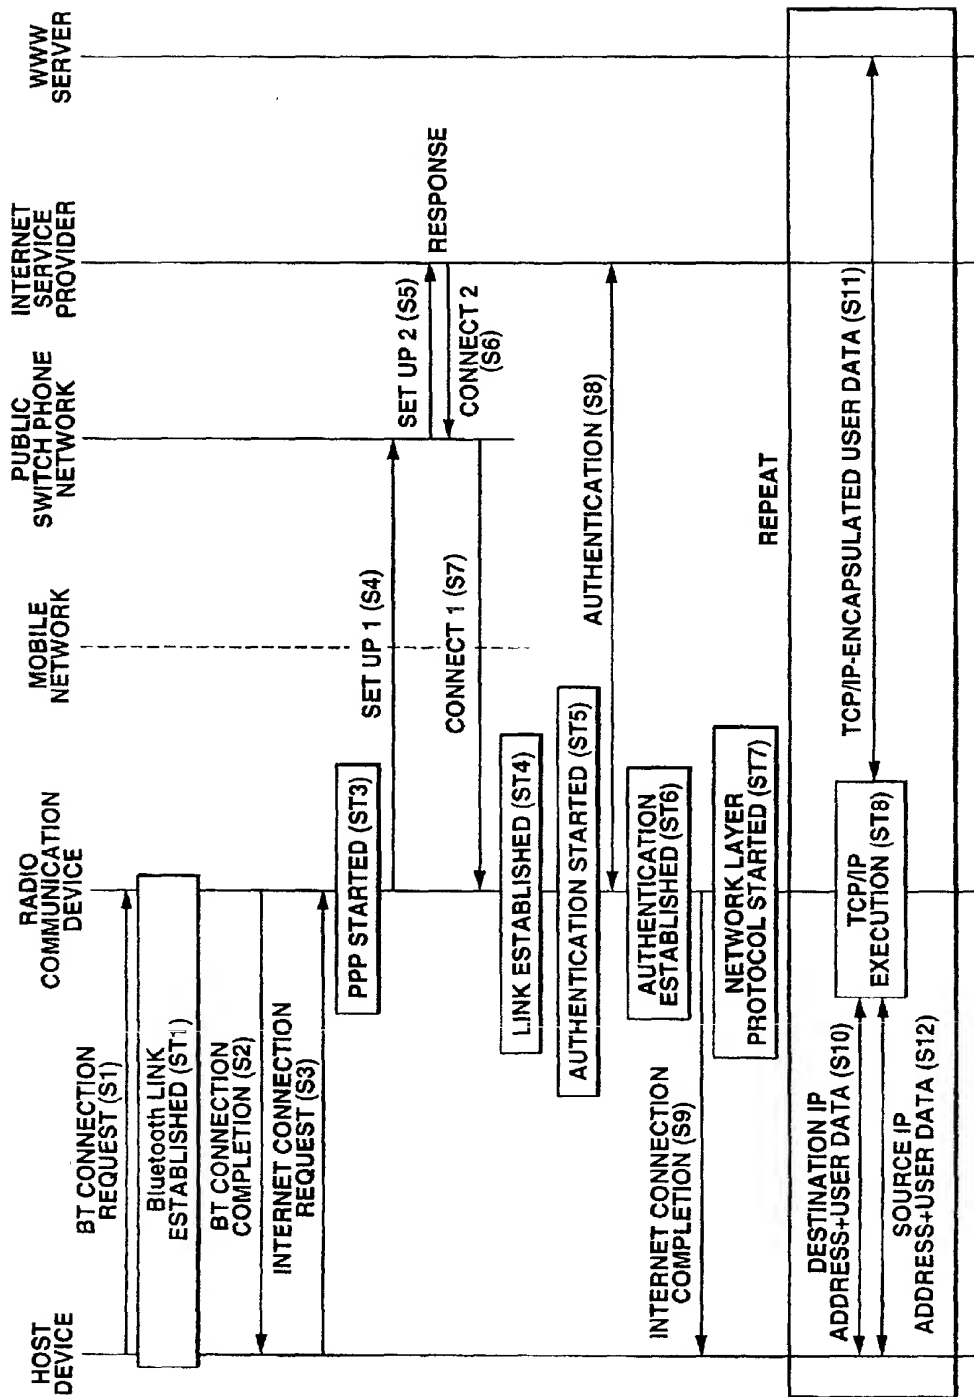 HOST
DEVICE
RADIO
COMMUNICATION
DEVICE
MOBILE
NETWORK
PUBLIC
SWITCH PHONE
NETWORK
INTERNET
SERVICE
PROVIDER
WWW
SERVER
BT CONNECTION
REQUEST (S1)
Bluetooth LINK
ESTABLISHED (ST1)
BT CONNECTION
COMPLETION (S2)
INTERNET CONNECTION
REQUEST (S3)
PPP STARTED (ST3)
SET UP 1 (S4)
SET UP 2 (S5)
RESPONSE
CONNECT 2
(S6)
CONNECT 1 (S7)
LINK ESTABLISHED (ST4)
AUTHENTICATION STARTED (ST5)
AUTHENTICATION (S8)
AUTHENTICATION
ESTABLISHED (ST6)
INTERNET CONNECTION
COMPLETION (S9)
NETWORK LAYER
PROTOCOL STARTED (ST7)
REPEAT
DESTINATION IP
ADDRESS+USER DATA (S10)
TCP/IP
EXECUTION (ST8)
TCP/IP-ENCAPSULATED USER DATA (S11)
SOURCE IP
ADDRESS+USER DATA (S12)